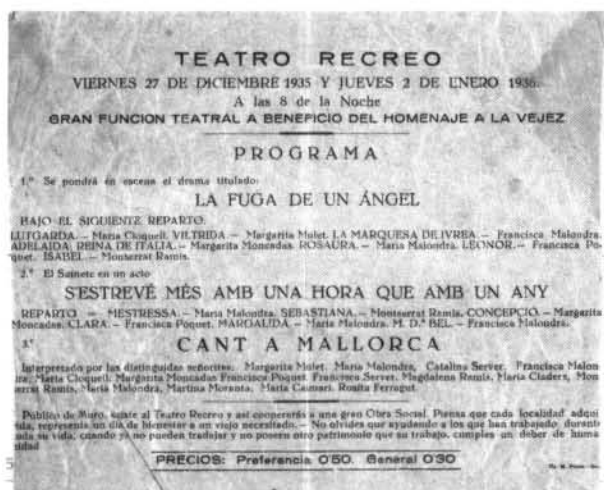 TEATRO RECREO
VIERNES 27 DE DICIEMBRE 1935 Y JUEVES 2 DE ENERO 1936.
A las 8 de la Noche
GRAN FUNCION TEATRAL A BENEFICIO DEL HOMENAJE A LA VEJEZ
PROGRAMA
1.º Se pondrá en escena el drama titulado:
LA FUGA DE UN ÁNGEL
BAJO EL SIGUIENTE REPARTO:
LUTGARDA. — Maria Cloquell. VILTRIDA — Margarita Mulet. LA MARQUESA DE IVREA. — Francisca Malondra.
ADELAIDA REINA DE ITALIA. — Margarita Moncadas. ROSAURA. — Maria Malondra. LEONOR. — Francisca Po-
quet. ISABEL — Montserrat Ramis.
2.º El Sainete en un acto
S'ESTREVÉ MÉS AMB UNA HORA QUE AMB UN ANY
REPARTO — MESTRESSA. — Maria Malondra. SEBASTIANA. — Montserrat Ramis. CONCEPCIO. — Margarita
Moncadas. CLARA. — Francisca Poquet. MARGALIDA — Maria Malondra. M. Dª BEL — Francisca Malondra.
3.º
CANT A MALLORCA
Interpretado por las distinguidas señorites: Margarita Mulet. Maria Malondra, Catalina Server. Francisca Malon
dra, Maria Cloquell. Margarita Moncadas Francisca Poquet Francisca Server. Magdalena Ramis, Maria Cladera, Mon
serrat Ramis, Maria Malondra, Martina Moranta. Marta Caimari. Rosita Ferragut.
Público de Muro, asiste al Teatro Recreo y así cooperarás a una gran Obra Social. Piensa que cada localidad adqui
rida, representa un día de bienestar a un viejo necesitado. — No olvides que ayudando a los que han trabajado durante
toda su vida, cuando ya no pueden trabajar y no poseen otro patrimonio que su trabajo, cumples un deber de huma
nidad
PRECIOS: Preferencia 0'50. General 0'30